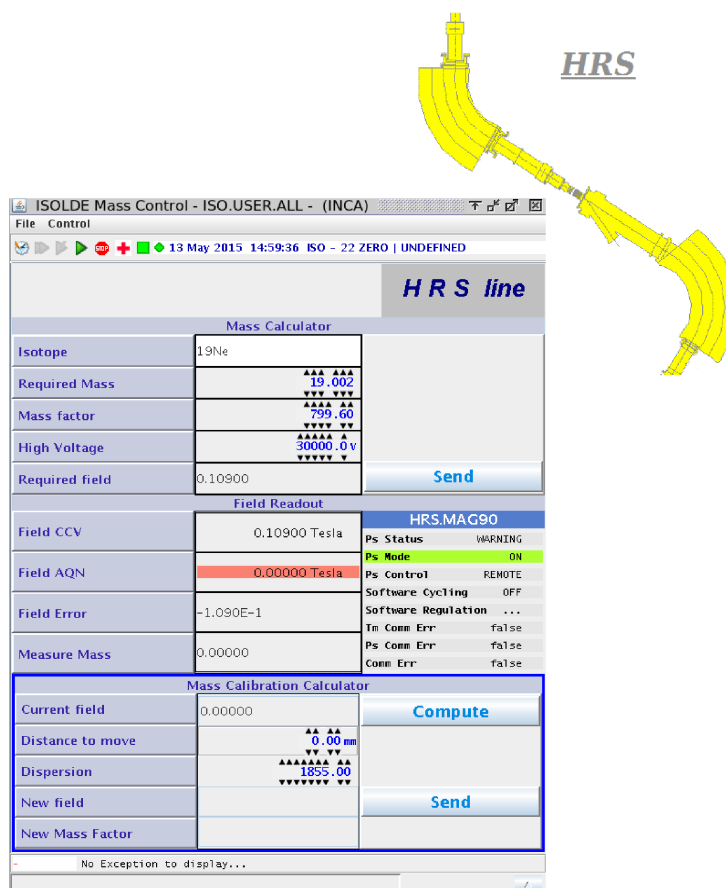 HRS
ISOLDE Mass Control - ISO.USER.ALL - (INCA)
File Control
STOP 13 May 2015 14:59:36 ISO - 22 ZERO | UNDEFINED
H R S line
Mass Calculator
Isotope 19Ne
Required Mass 19.002
Mass factor 799.60
High Voltage 30000.0 V
Required field 0.10900 Send
Field Readout
Field CCV 0.10900 Tesla
HRS.MAG90
Ps Status WARNING
Ps Mode ON
Field AQN 0.00000 Tesla
Ps Control REMOTE
Software Cycling OFF
Field Error -1.090E-1
Software Regulation ...
Tm Comm Err false
Measure Mass 0.00000
Ps Comm Err false
Comm Err false
Mass Calibration Calculator
Current field 0.00000 Compute
Distance to move 0.00 mm
Dispersion 1855.00
New field Send
New Mass Factor
- No Exception to display...